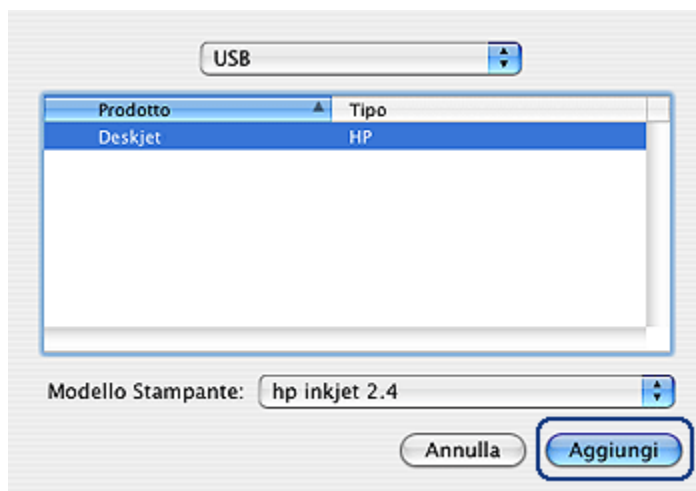 USB
Prodotto Tipo
Deskjet HP
Modello Stampante: hp inkjet 2.4
Annulla Aggiungi